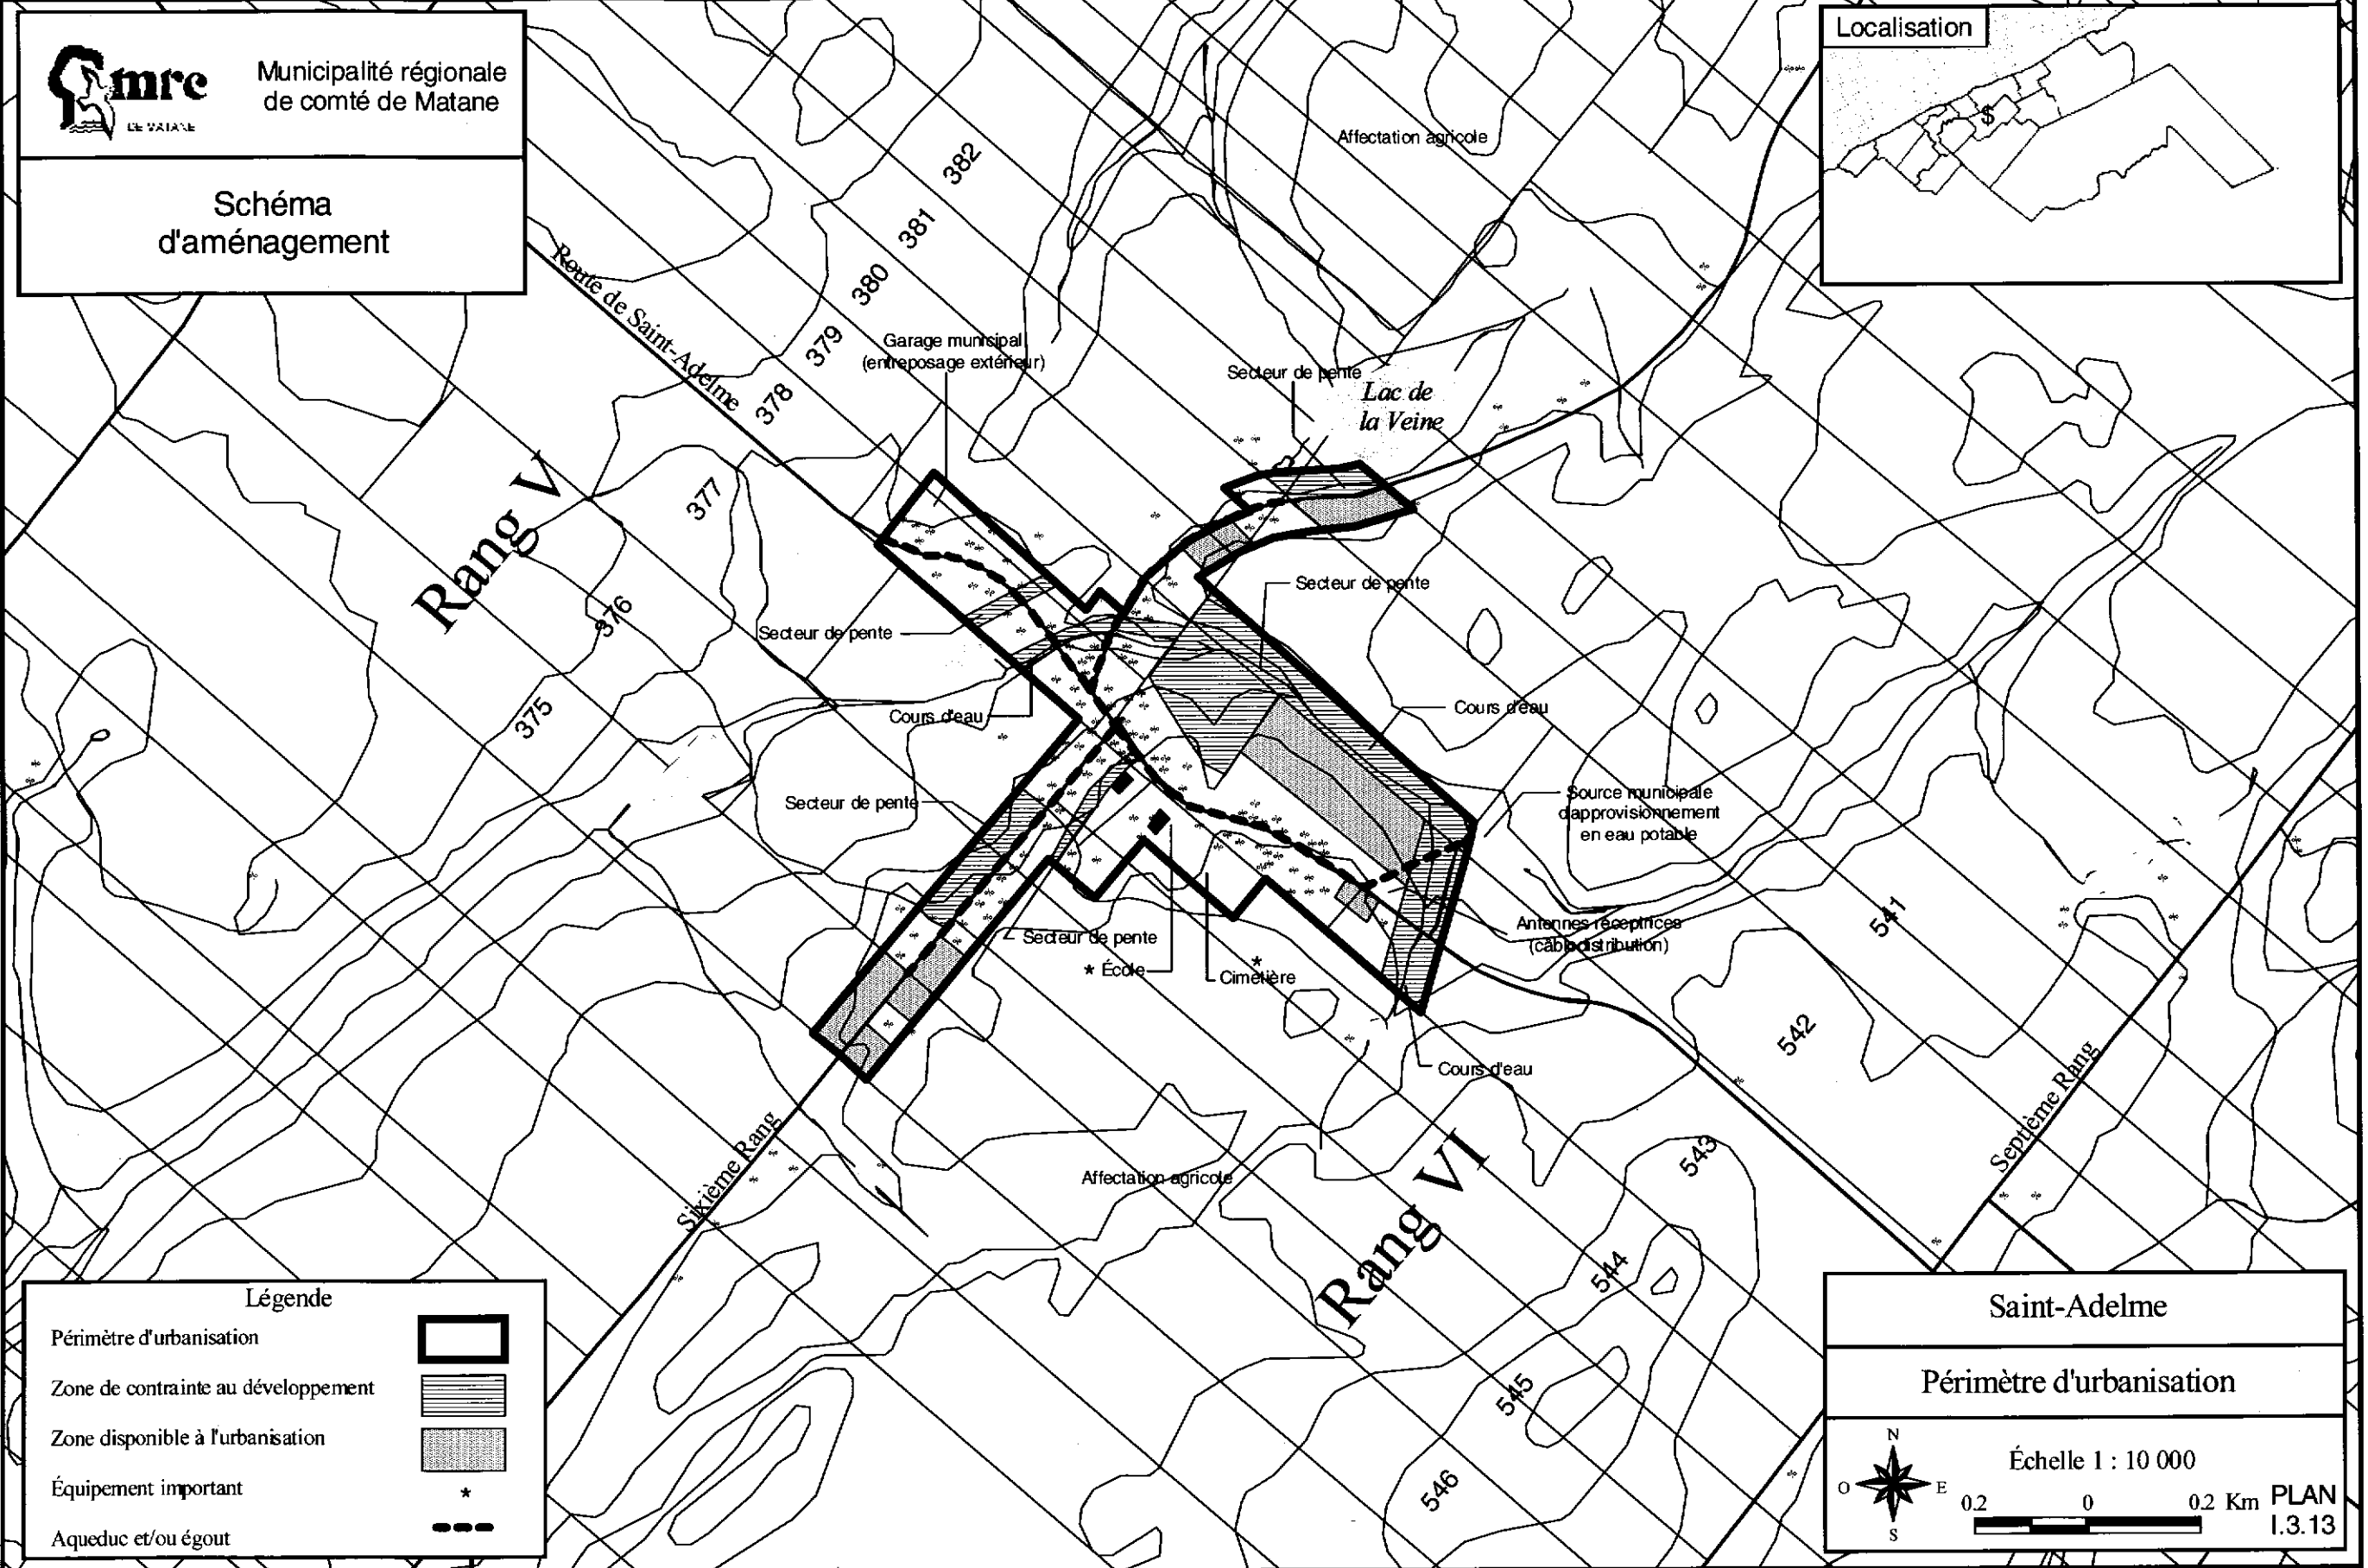 mrc
DE MATANE
Municipalité régionale
de comté de Matane
Schéma
d'aménagement
Localisation
$
Affectation agricole
382
381
380
379
378
377
376
375
Route de Saint-Adelme
Rang V
Garage municipal
(entreposage extérieur)
Secteur de pente
Lac de
la Veine
Secteur de pente
Secteur de pente
Cours d'eau
Cours d'eau
Secteur de pente
Source municipale
d'approvisionnement
en eau potable
Antennes réceptrices
(câblodistribution)
Secteur de pente
* École
*
Cimetière
Cours d'eau
541
542
543
544
545
546
Septième Rang
Sixième Rang
Affectation agricole
Rang VI
Légende
Périmètre d'urbanisation
Zone de contrainte au développement
Zone disponible à l'urbanisation
Équipement important *
Aqueduc et/ou égout
Saint-Adelme
Périmètre d'urbanisation
N
O
E
S
Échelle 1 : 10 000
0.2 0 0.2 Km
PLAN
I.3.13